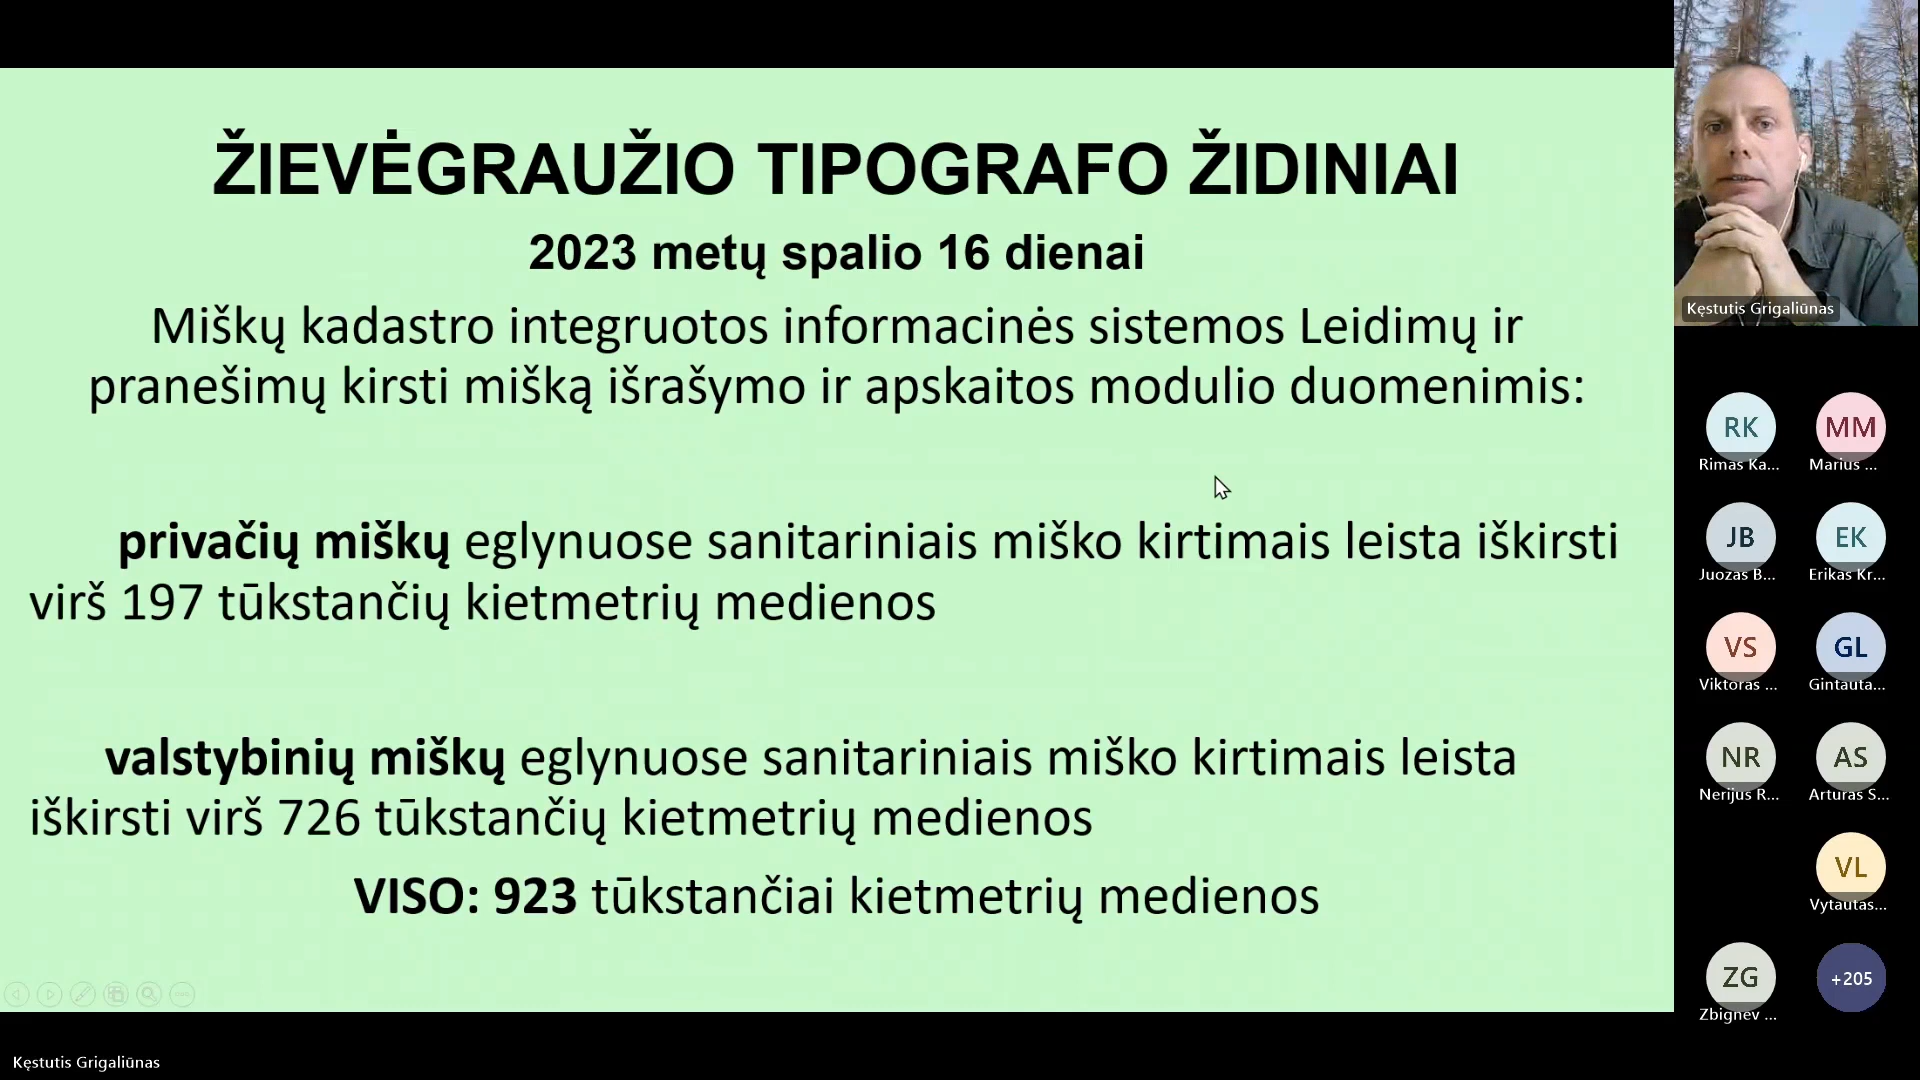 ŽIEVĖGRAUŽIO TIPOGRAFO ŽIDINIAI
2023 metų spalio 16 dienai
Miškų kadastro integruotos informacinės sistemos Leidimų ir
pranešimų kirsti mišką išrašymo ir apskaitos modulio duomenimis:
privačių miškų eglynuose sanitariniais miško kirtimais leista iškirsti
virš 197 tūkstančių kietmetrių medienos
valstybinių miškų eglynuose sanitariniais miško kirtimais leista
iškirsti virš 726 tūkstančių kietmetrių medienos
VISO: 923 tūkstančiai kietmetrių medienos
Kęstutis Grigaliūnas
RK
Rimas Ka...
MM
Marius ...
JB
Juozas B...
EK
Erikas Kr...
VS
Viktoras ...
GL
Gintauta...
NR
Nerijus R...
AS
Arturas S...
VL
Vytautas...
ZG
Zbignev ...
+205
Kęstutis Grigaliūnas